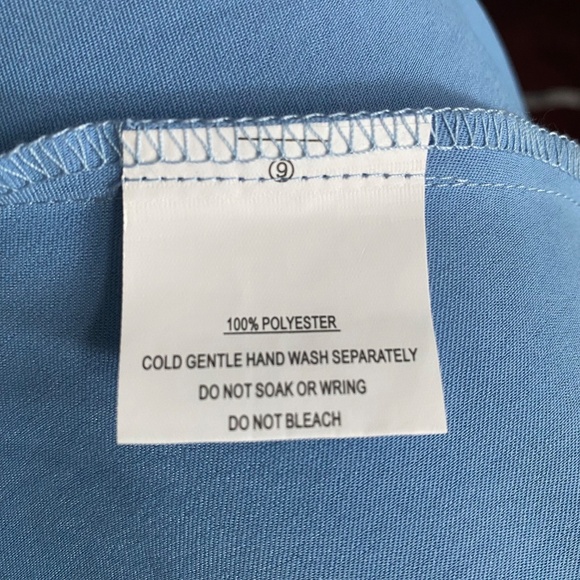 (9)
100% POLYESTER
COLD GENTLE HAND WASH SEPARATELY
DO NOT SOAK OR WRING
DO NOT BLEACH